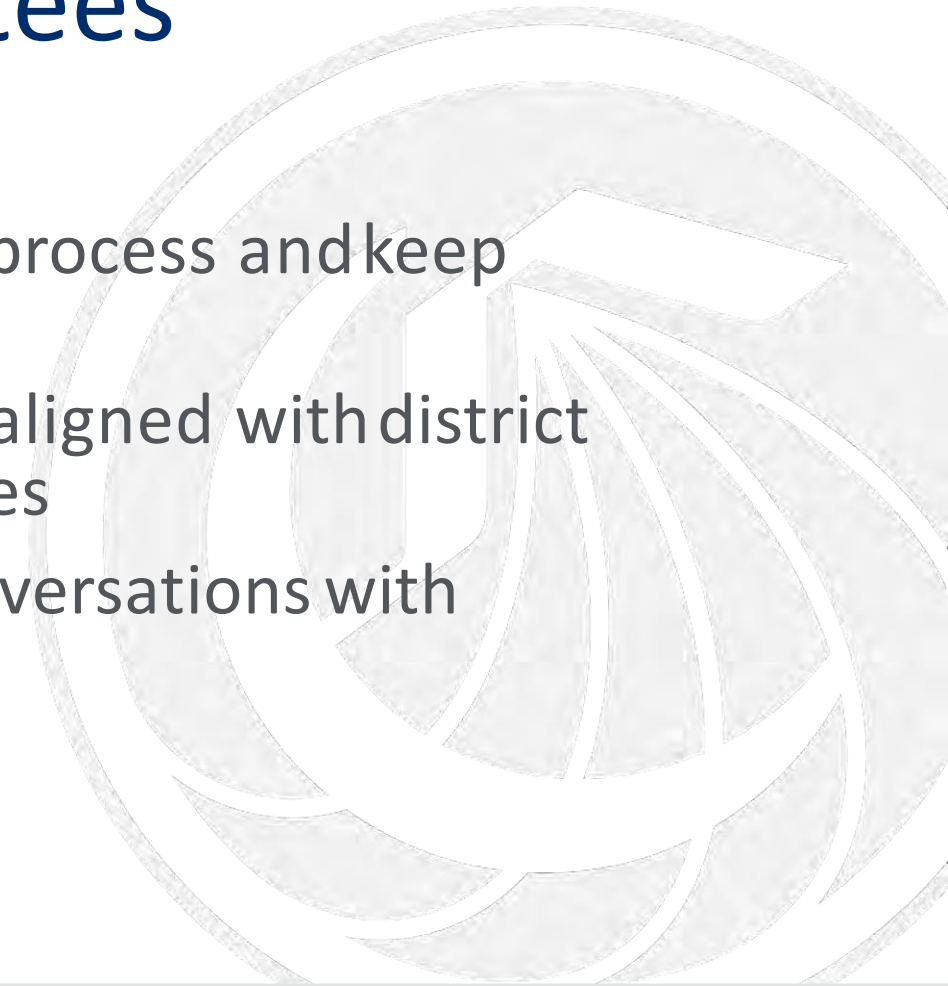 tees
process and keep
aligned with district
es
versations with